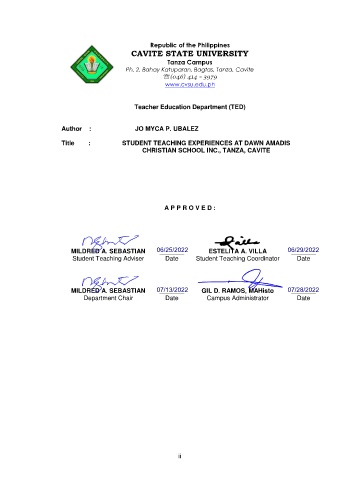 Republic of the Philippines
CAVITE STATE UNIVERSITY
Tanza Campus
Ph. 2, Bahay Katuparan, Bagtas, Tanza, Cavite
☎(046) 414 – 3979
www.cvsu.edu.ph
Teacher Education Department (TED)
Author : JO MYCA P. UBALEZ
Title : STUDENT TEACHING EXPERIENCES AT DAWN AMADIS
CHRISTIAN SCHOOL INC., TANZA, CAVITE
A P P R O V E D :
MILDRED A. SEBASTIAN 06/25/2022 ESTELITA A. VILLA 06/29/2022
Student Teaching Adviser Date Student Teaching Coordinator Date
MILDRED A. SEBASTIAN 07/13/2022 GIL D. RAMOS, MAHisto 07/28/2022
Department Chair Date Campus Administrator Date
ii